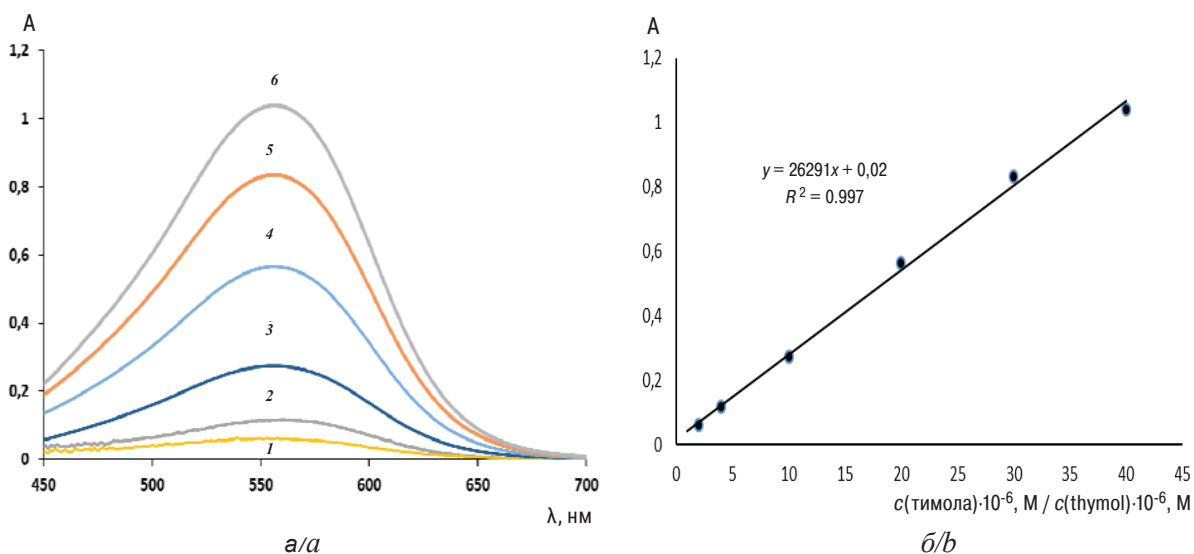 A
1,2
1
0,8
0,6
0,4
0,2
0
6
5
4
3
2
1
450 500 550 600 650 700
λ, нм
a/a
A
1,2
1
0,8
0,6
0,4
0,2
0
y = 26291x + 0,02
R² = 0.997
0 5 10 15 20 25 30 35 40 45
c(тимола)·10⁻⁶, М / c(thymol)·10⁻⁶, M
б/b